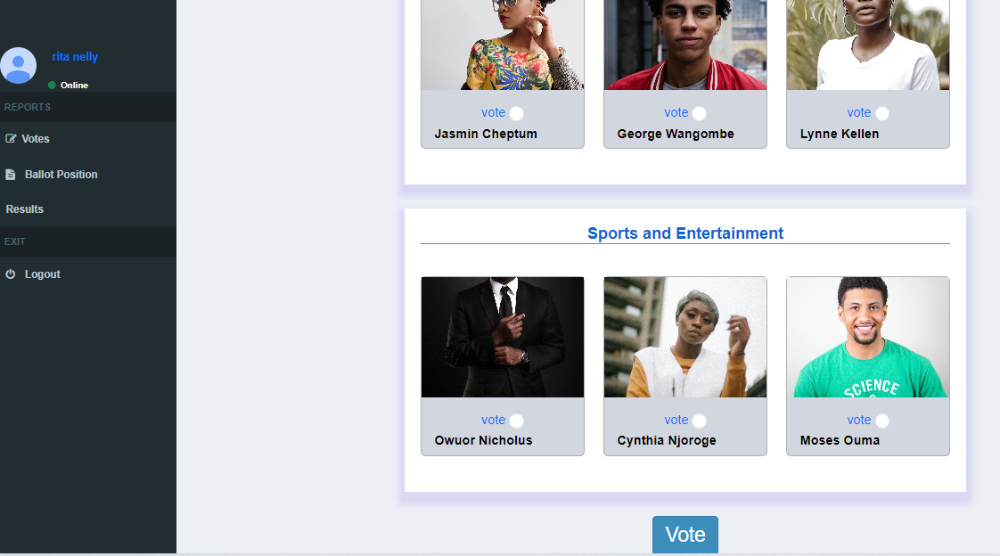 rita nelly
Online
REPORTS
Votes
Ballot Position
Results
EXIT
Logout
vote
Jasmin Cheptum
vote
George Wangombe
vote
Lynne Kellen
Sports and Entertainment
SCIENCE
vote
Owuor Nicholus
vote
Cynthia Njoroge
vote
Moses Ouma
Vote